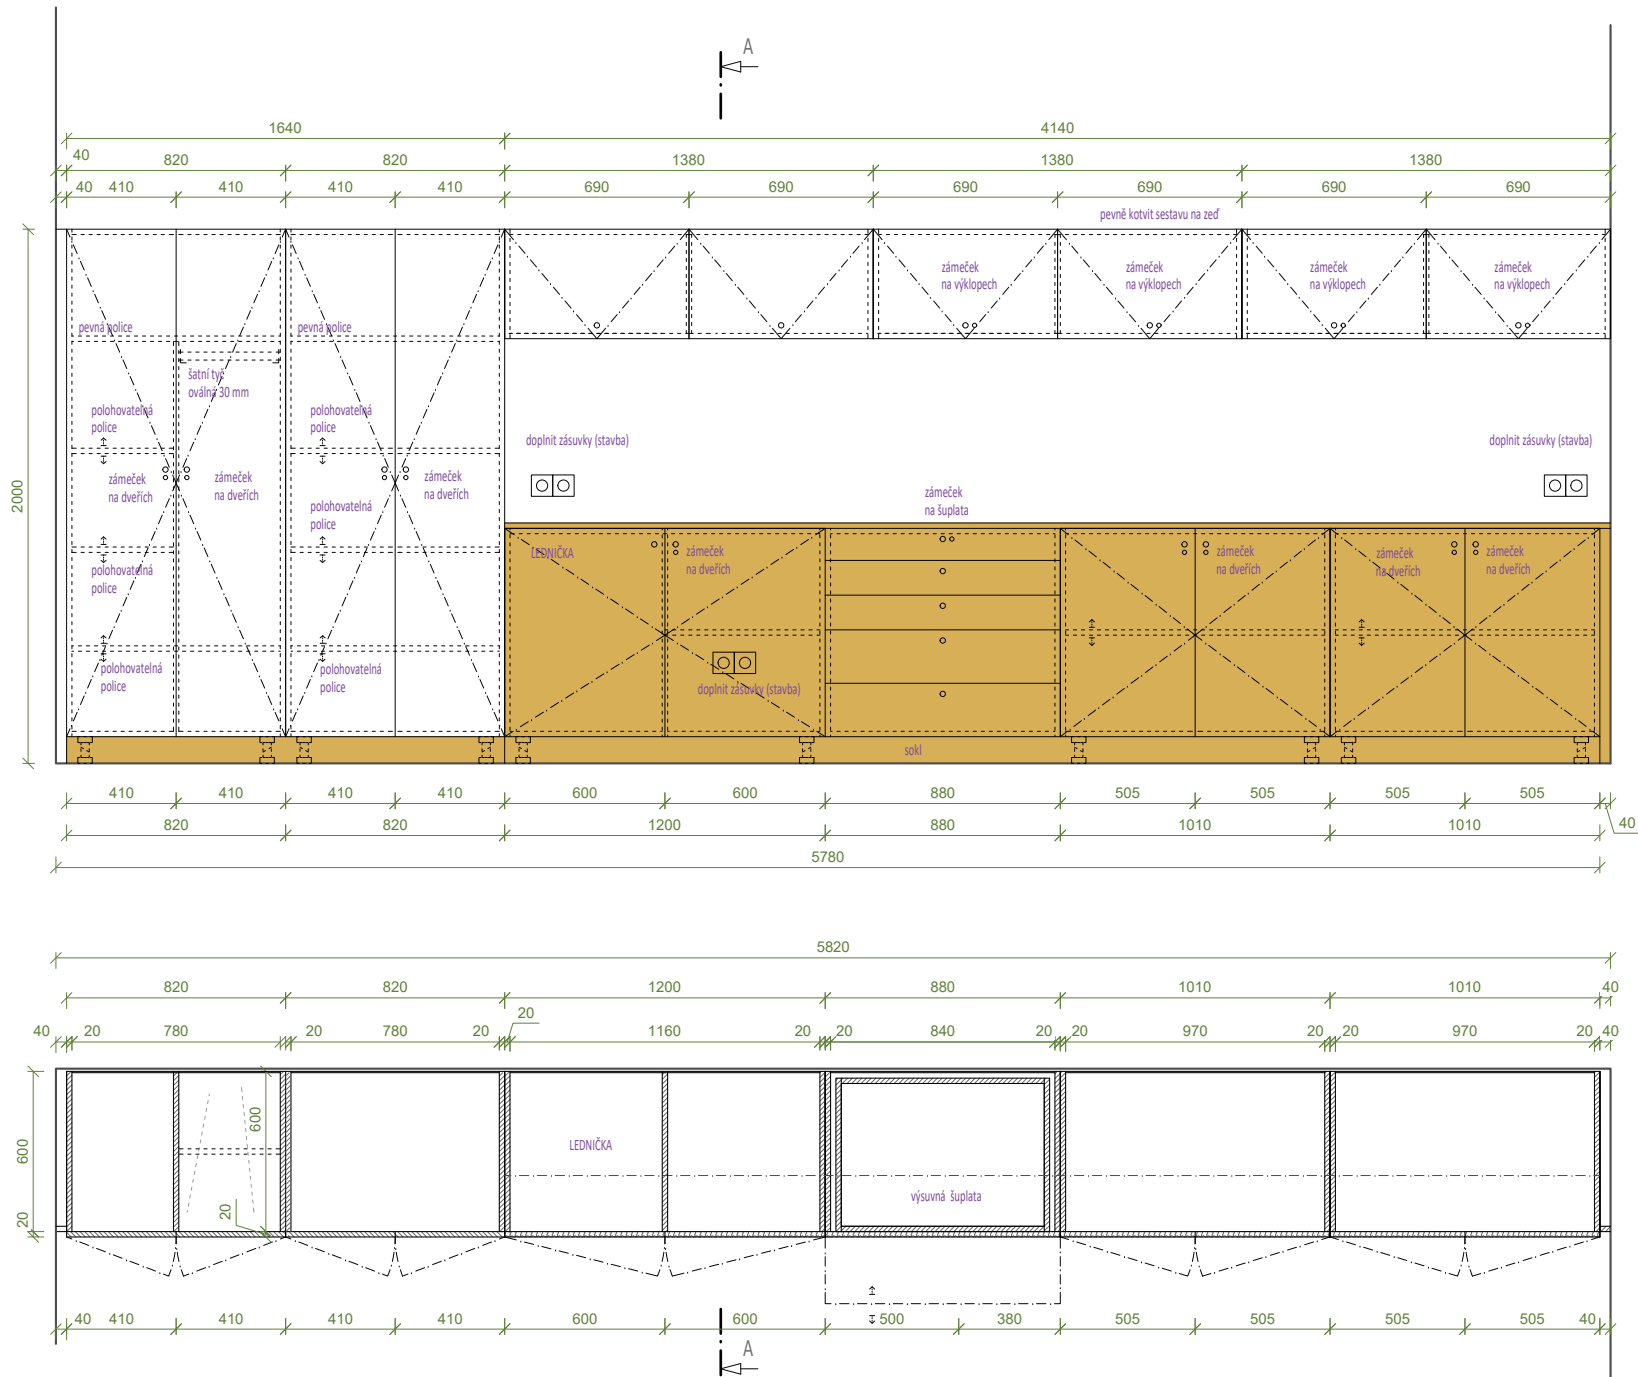 A
1640 4140
40 820 820 1380 1380 1380
40 410 410 410 410 690 690 690 690 690 690
pevně kotvit sestavu na zeď
zámeček zámeček zámeček zámeček
na výklopech na výklopech na výklopech na výklopech
pevná police pevná police
šatní tyč
oválná 30 mm
polohovatelná polohovatelná
police police
doplnit zásuvky (stavba) doplnit zásuvky (stavba)
zámeček zámeček zámeček
na dveřích na dveřích na dveřích
2000
zámeček
na šuplata
polohovatelná
police
LEDNIČKA zámeček zámeček zámeček zámeček
na dveřích na dveřích na dveřích na dveřích
polohovatelná
police
polohovatelná polohovatelná
police police
doplnit zásuvky (stavba)
sokl
410 410 410 410 600 600 880 505 505 505 505
820 820 1200 880 1010 1010 40
5780
5820
820 820 1200 880 1010 1010 40
20
40 20 780 20 780 20 1160 20 20 840 20 20 970 20 20 970 20 40
600
600
LEDNIČKA
výsuvná šuplata
20
20
40 410 410 410 410 600 600 500 380 505 505 505 505 40
A